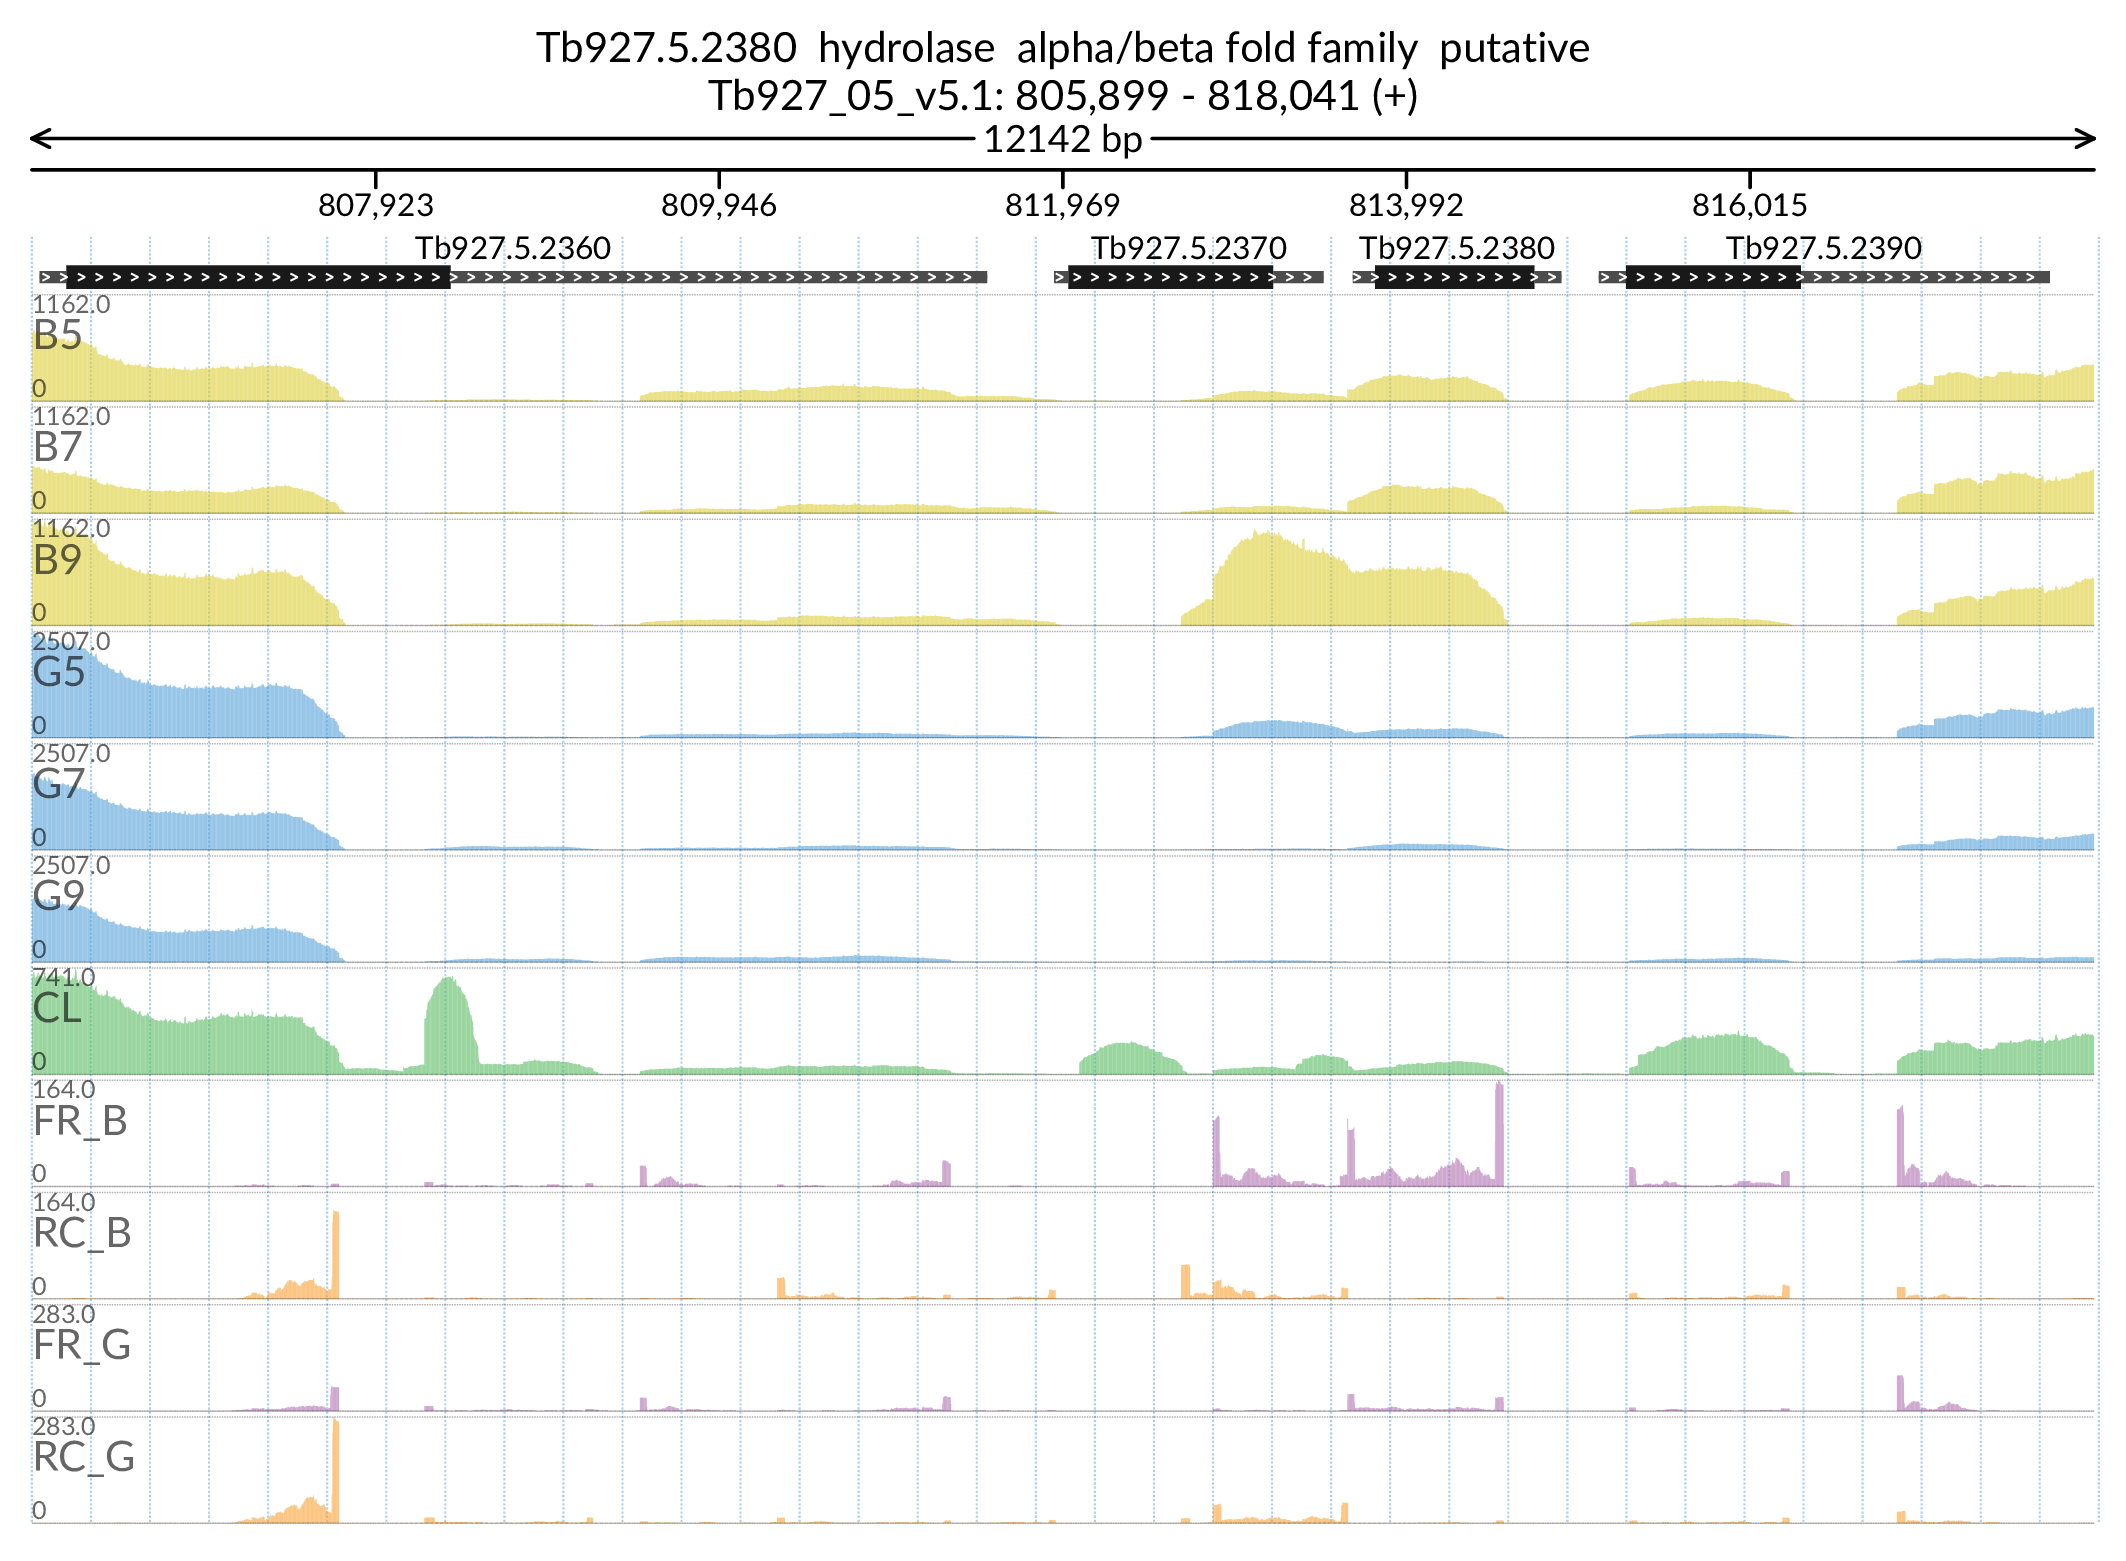 Tb927.5.2380 hydrolase alpha/beta fold family putative
Tb927_05_v5.1: 805,899 - 818,041 (+)
12142 bp
807,923 809,946 811,969 813,992 816,015
Tb927.5.2360 Tb927.5.2370 Tb927.5.2380 Tb927.5.2390
1162.0
B5
0
1162.0
B7
0
1162.0
B9
0
2507.0
G5
0
2507.0
G7
0
2507.0
G9
0
741.0
CL
0
164.0
FR_B
0
164.0
RC_B
0
283.0
FR_G
0
283.0
RC_G
0